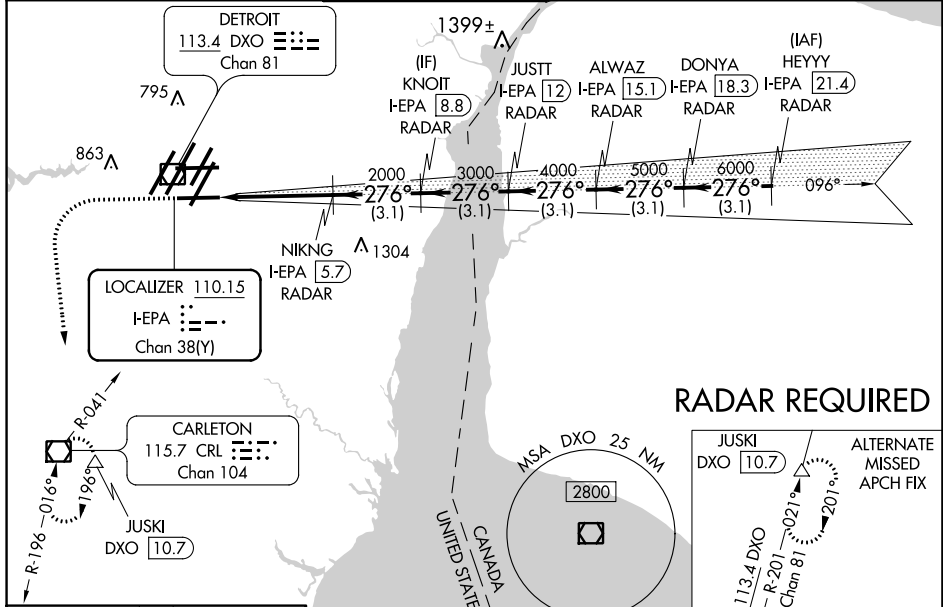 DETROIT
113.4 DXO
Chan 81
1399±
795
863
(IF)
KNOIT
I-EPA 8.8
RADAR
JUSTT
I-EPA 12
RADAR
ALWAZ
I-EPA 15.1
RADAR
DONYA
I-EPA 18.3
RADAR
(IAF)
HEYYY
I-EPA 21.4
RADAR
2000 3000 4000 5000 6000
276° 276° 276° 276° 276° 096°
(3.1) (3.1) (3.1) (3.1) (3.1)
NIKNG
I-EPA 5.7
RADAR
1304
LOCALIZER 110.15
I-EPA
Chan 38(Y)
R-041
CARLETON
115.7 CRL
Chan 104
016°
196°
R-196
JUSKI
DXO 10.7
RADAR REQUIRED
MSA DXO 25 NM
2800
CANADA
UNITED STATE
JUSKI
DXO 10.7
ALTERNATE
MISSED
APCH FIX
021°
201°
R-201
113.4 DXO
Chan 81